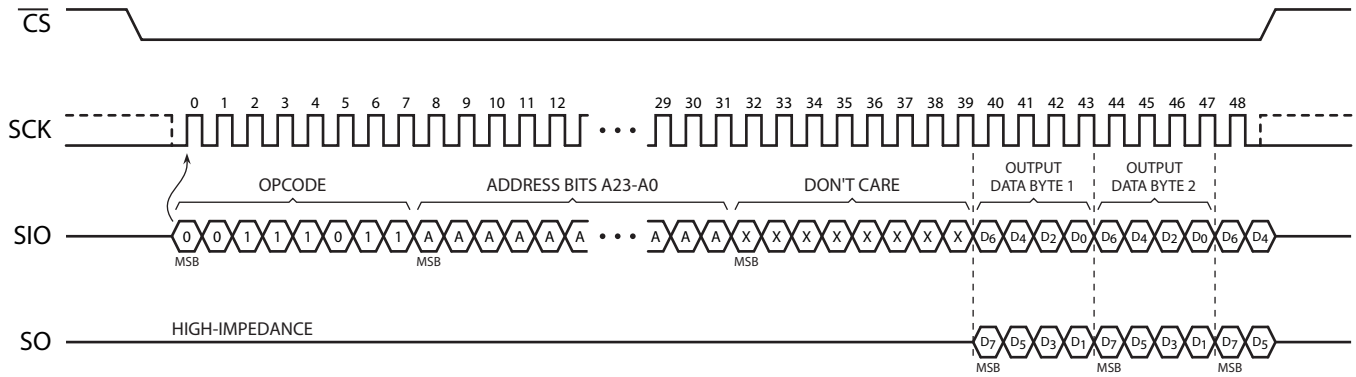 CS
0 1 2 3 4 5 6 7 8 9 10 11 12 29 30 31 32 33 34 35 36 37 38 39 40 41 42 43 44 45 46 47 48
SCK
OPCODE ADDRESS BITS A23-A0 DON'T CARE OUTPUT DATA BYTE 1 OUTPUT DATA BYTE 2
SIO 0 0 1 1 1 0 1 1 A A A A A A A A A X X X X X X X X D6 D4 D2 D0 D6 D4 D2 D0 D6 D4
MSB MSB MSB
HIGH-IMPEDANCE
SO D7 D5 D3 D1 D7 D5 D3 D1 D7 D5
MSB MSB MSB